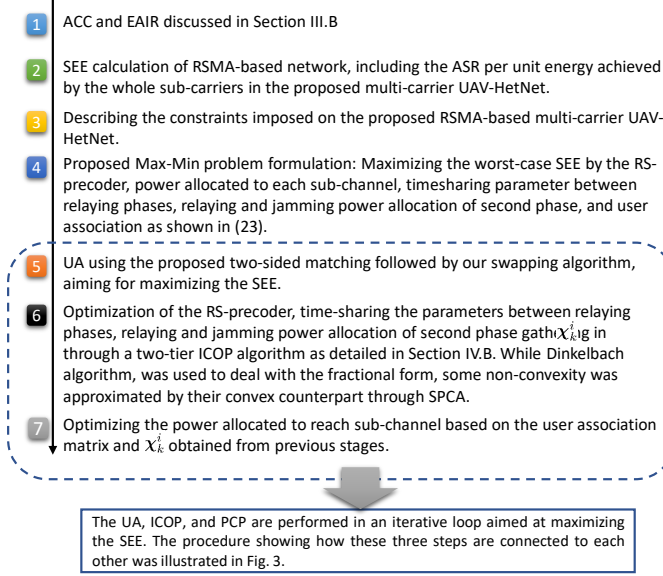 1 ACC and EAIR discussed in Section III.B
2 SEE calculation of RSMA-based network, including the ASR per unit energy achieved
by the whole sub-carriers in the proposed multi-carrier UAV-HetNet.
3 Describing the constraints imposed on the proposed RSMA-based multi-carrier UAV-
HetNet.
4 Proposed Max-Min problem formulation: Maximizing the worst-case SEE by the RS-
precoder, power allocated to each sub-channel, timesharing parameter between
relaying phases, relaying and jamming power allocation of second phase, and user
association as shown in (23).
5 UA using the proposed two-sided matching followed by our swapping algorithm,
aiming for maximizing the SEE.
6 Optimization of the RS-precoder, time-sharing the parameters between relaying
phases, relaying and jamming power allocation of second phase gath𝝌ᵢₖg in
through a two-tier ICOP algorithm as detailed in Section IV.B. While Dinkelbach
algorithm, was used to deal with the fractional form, some non-convexity was
approximated by their convex counterpart through SPCA.
7 Optimizing the power allocated to reach sub-channel based on the user association
matrix and 𝝌ₖⁱ obtained from previous stages.
The UA, ICOP, and PCP are performed in an iterative loop aimed at maximizing
the SEE. The procedure showing how these three steps are connected to each
other was illustrated in Fig. 3.